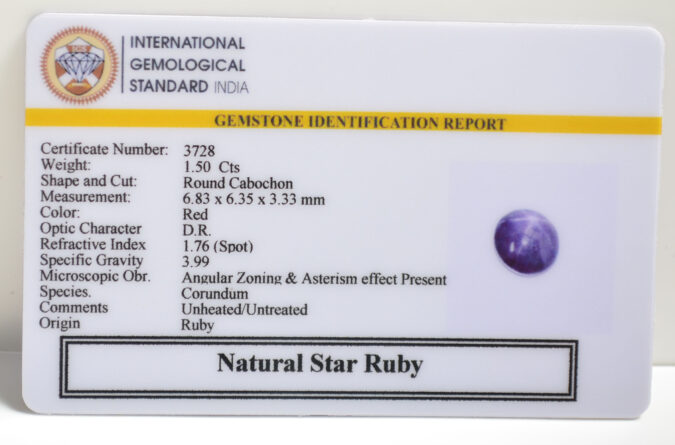 IGS
INTERNATIONAL
GEMOLOGICAL
STANDARD INDIA
GEMSTONE IDENTIFICATION REPORT
Certificate Number: 3728
Weight: 1.50 Cts
Shape and Cut: Round Cabochon
Measurement: 6.83 x 6.35 x 3.33 mm
Color: Red
Optic Character D.R.
Refractive Index 1.76 (Spot)
Specific Gravity 3.99
Microscopic Obr. Angular Zoning & Asterism effect Present
Species. Corundum
Comments Unheated/Untreated
Origin Ruby
Natural Star Ruby